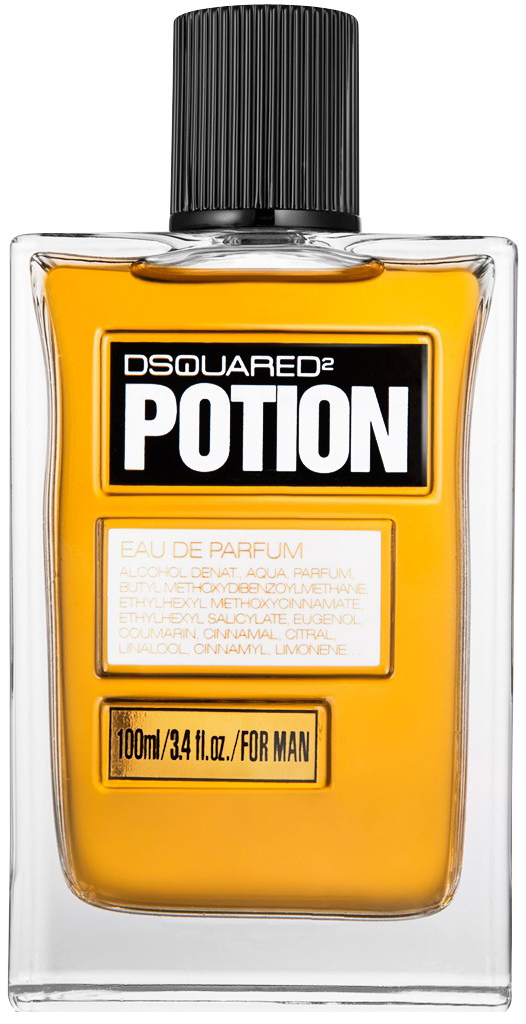 DSQUARED²
POTION
EAU DE PARFUM
ALCOHOL DENAT., AQUA, PARFUM,
BUTYL METHOXYDIBENZOYLMETHANE,
ETHYLHEXYL METHOXYCINNAMATE,
ETHYLHEXYL SALICYLATE, EUGENOL,
COUMARIN, CINNAMAL, CITRAL,
LINALOOL, CINNAMYL, LIMONENE...
100ml/3.4 fl.oz./FOR MAN